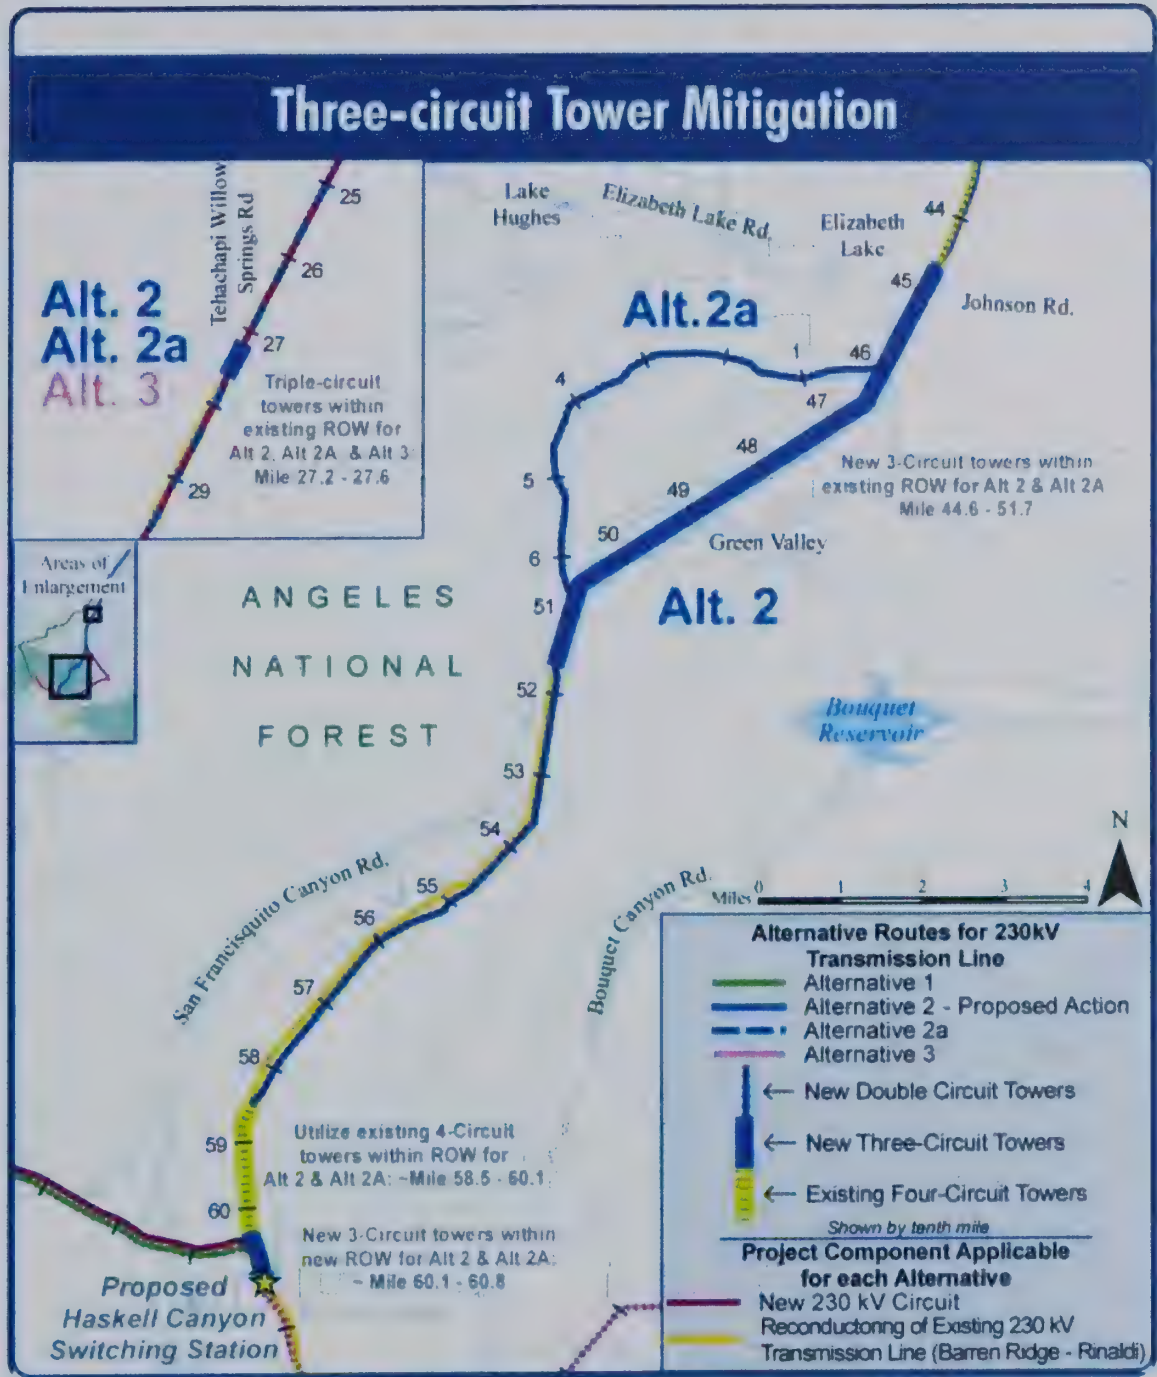 Three-circuit Tower Mitigation
Tehachapi Willow
Springs Rd
25
26
27
29
Alt. 2
Alt. 2a
Alt. 3
Triple-circuit
towers within
existing ROW for
Alt 2, Alt 2A & Alt 3
Mile 27.2 - 27.6
Areas of
Enlargement
Lake
Hughes
Elizabeth Lake Rd.
Elizabeth
Lake
44
45
Johnson Rd.
Alt.2a
1
46
4
47
48
New 3-Circuit towers within
existing ROW for Alt 2 & Alt 2A
Mile 44.6 - 51.7
5
49
50
Green Valley
6
51
Alt. 2
ANGELES
NATIONAL
FOREST
52
Bouquet
Reservoir
53
54
San Francisquito Canyon Rd.
55
56
57
58
Bouquet Canyon Rd.
N
Miles 0 1 2 3 4
59
Utilize existing 4-Circuit
towers within ROW for
Alt 2 & Alt 2A: ~Mile 58.5 - 60.1
60
New 3-Circuit towers within
new ROW for Alt 2 & Alt 2A:
~ Mile 60.1 - 60.8
Proposed
Haskell Canyon
Switching Station
Alternative Routes for 230kV
Transmission Line
Alternative 1
Alternative 2 - Proposed Action
Alternative 2a
Alternative 3
New Double Circuit Towers
New Three-Circuit Towers
Existing Four-Circuit Towers
Shown by tenth mile
Project Component Applicable
for each Alternative
New 230 kV Circuit
Reconductoring of Existing 230 kV
Transmission Line (Barren Ridge - Rinaldi)